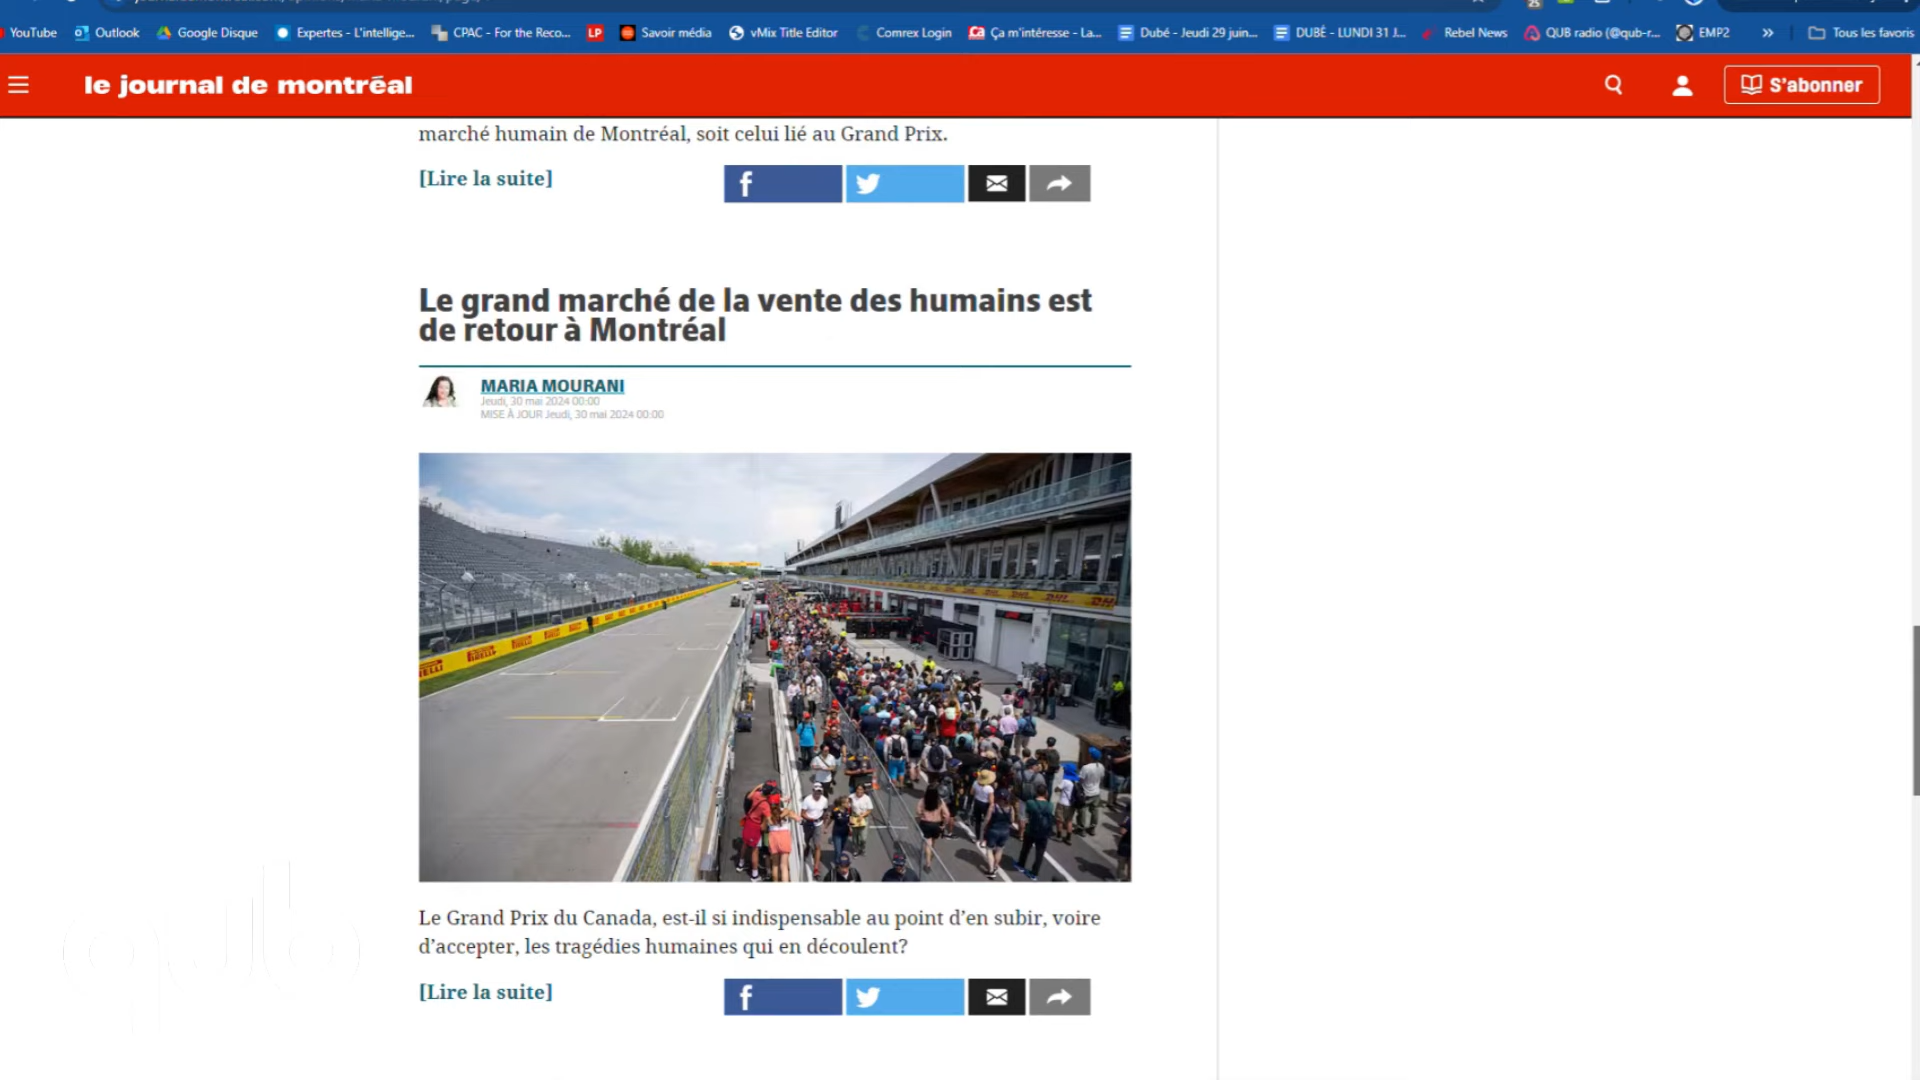 YouTube Outlook Google Disque Expertes - L'intellige... CPAC - For the Reco... LP Savoir média vMix Title Editor Comrex Login Ça m'intéresse - La... Dubé - Jeudi 29 juin... DUBÉ - LUNDI 31 J... Rebel News QUB radio (@qub-r... EMP2 » Tous les favoris
le journal de montréal
S'abonner
marché humain de Montréal, soit celui lié au Grand Prix.
[Lire la suite]
Le grand marché de la vente des humains est
de retour à Montréal
MARIA MOURANI
Jeudi, 30 mai 2024 00:00
MISE À JOUR Jeudi, 30 mai 2024 00:00
PIRELLI
Le Grand Prix du Canada, est-il si indispensable au point d’en subir, voire
d’accepter, les tragédies humaines qui en découlent?
[Lire la suite]
qub